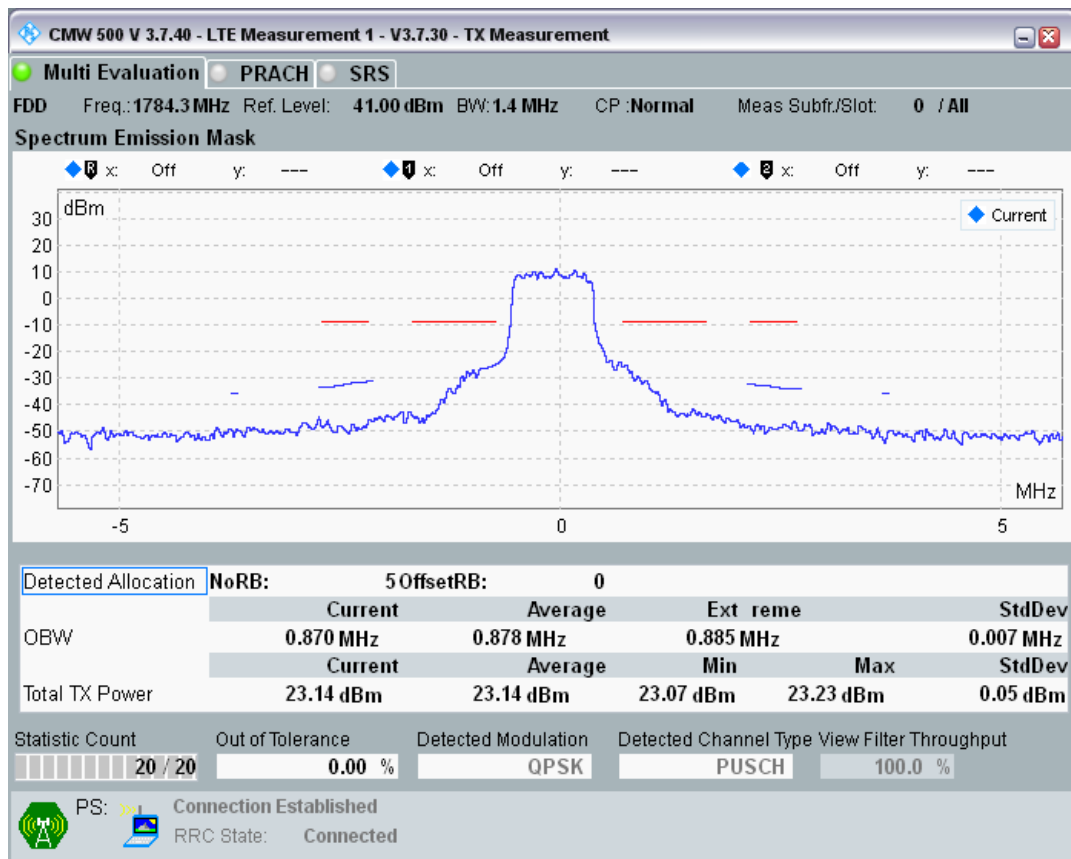 CMW 500 V 3.7.40 - LTE Measurement 1 - V3.7.30 - TX Measurement
Multi Evaluation PRACH SRS
FDD Freq.:1784.3 MHz Ref. Level: 41.00 dBm BW:1.4 MHz CP :Normal Meas Subfr./Slot: 0 / All
Spectrum Emission Mask
R x: Off y: --- 1 x: Off y: --- 2 x: Off y: ---
dBm
Current
30
20
10
0
-10
-20
-30
-40
-50
-60
-70
MHz
-5 0 5
Detected Allocation NoRB: 5 OffsetRB: 0
Current Average Ext reme StdDev
OBW 0.870 MHz 0.878 MHz 0.885 MHz 0.007 MHz
Current Average Min Max StdDev
Total TX Power 23.14 dBm 23.14 dBm 23.07 dBm 23.23 dBm 0.05 dBm
Statistic Count Out of Tolerance Detected Modulation Detected Channel Type View Filter Throughput
20 / 20 0.00 % QPSK PUSCH 100.0 %
PS: Connection Established
RRC State: Connected